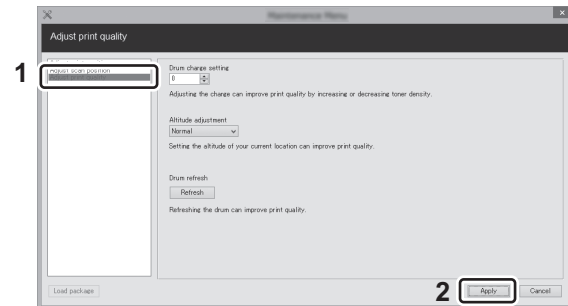 Maintenance Menu
Adjust print quality
1
Adjust scan position
Drum charge setting
0
Adjusting the charge can improve print quality by increasing or decreasing toner density.
Altitude adjustment
Normal
Setting the altitude of your current location can improve print quality.
Drum refresh
Refresh
Refreshing the drum can improve print quality.
Load package
2
Apply
Cancel